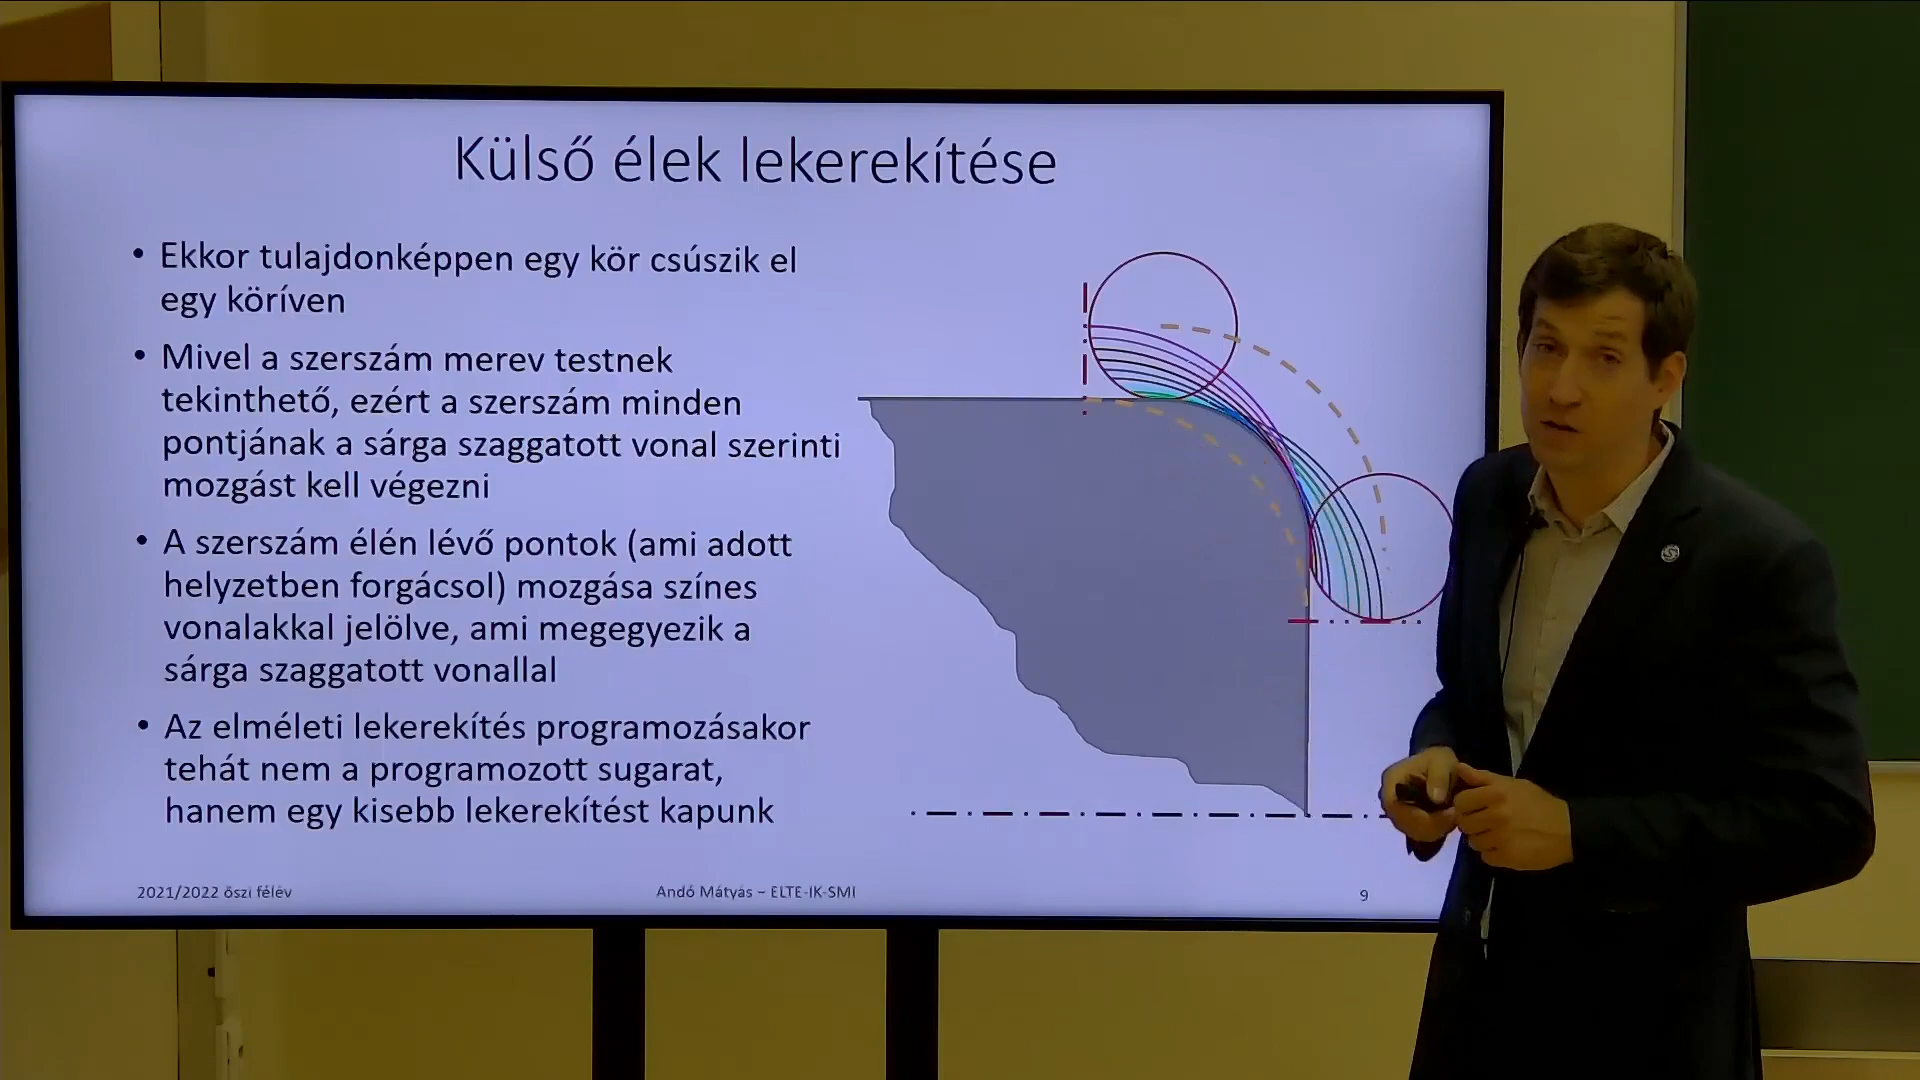 Külső élek lekerekítése
• Ekkor tulajdonképpen egy kör csúszik el
egy köríven
• Mivel a szerszám merev testnek
tekinthető, ezért a szerszám minden
pontjának a sárga szaggatott vonal szerinti
mozgást kell végezni
• A szerszám élén lévő pontok (ami adott
helyzetben forgácsol) mozgása színes
vonalakkal jelölve, ami megegyezik a
sárga szaggatott vonallal
• Az elméleti lekerekítés programozásakor
tehát nem a programozott sugarat,
hanem egy kisebb lekerekítést kapunk
2021/2022 őszi félév
Andó Mátyás – ELTE-IK-SMI
9